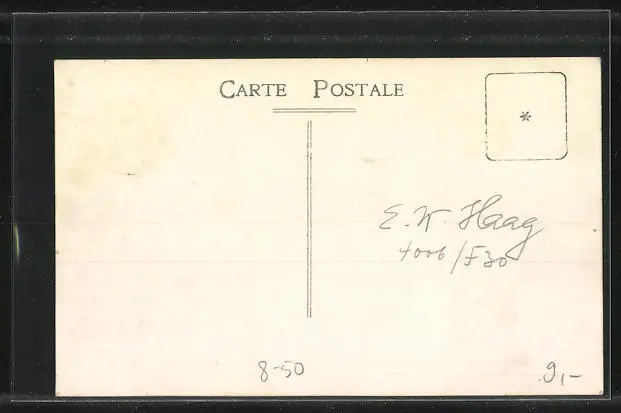 CARTE POSTALE
*
E. W. Haag
4006/F30
8-50
9,-